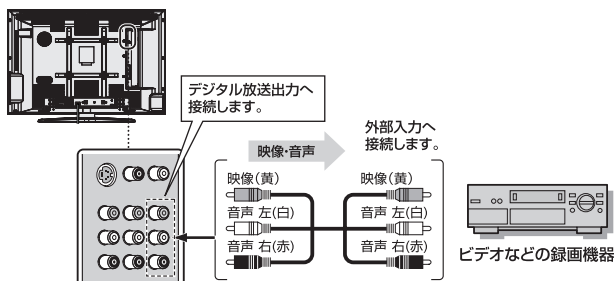 デジタル放送出力へ
接続します。
外部入力へ
接続します。
映像・音声
映像(黄)
映像(黄)
音声 左(白)
音声 左(白)
音声 右(赤)
音声 右(赤)
ビデオなどの録画機器